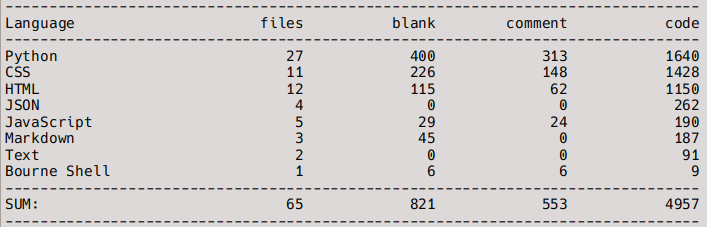 -------------------------------------------------------------------------------
Language                     files          blank        comment           code
-------------------------------------------------------------------------------
Python                          27            400            313           1640
CSS                             11            226            148           1428
HTML                            12            115             62           1150
JSON                             4              0              0            262
JavaScript                       5             29             24            190
Markdown                         3             45              0            187
Text                             2              0              0             91
Bourne Shell                     1              6              6              9
-------------------------------------------------------------------------------
SUM:                            65            821            553           4957
-------------------------------------------------------------------------------